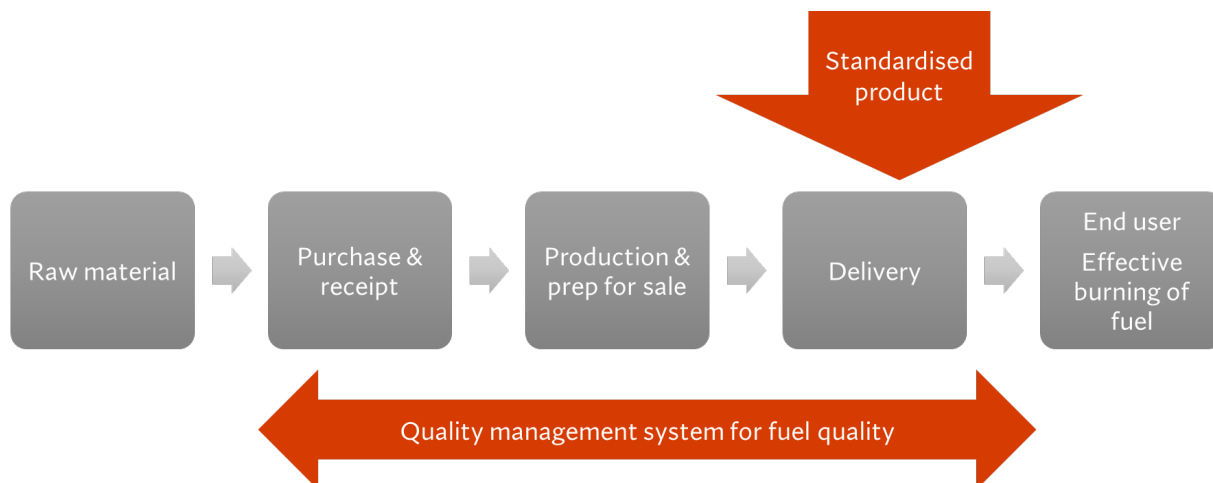 Standardised
product
Raw material
Purchase &
receipt
Production &
prep for sale
Delivery
End user
Effective
burning of
fuel
Quality management system for fuel quality